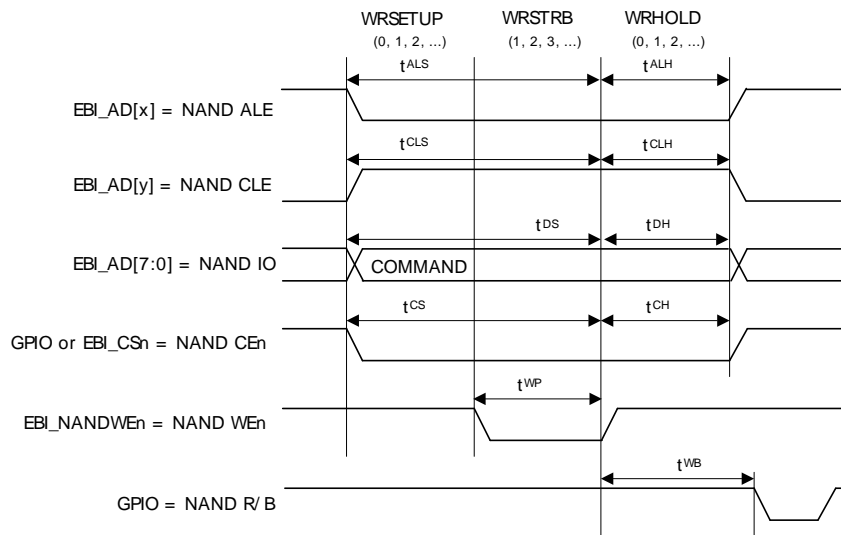 WRSETUP WRSTRB WRHOLD
(0, 1, 2, ...) (1, 2, 3, ...) (0, 1, 2, ...)
tALS tALH
EBI_AD[x] = NAND ALE
tCLS tCLH
EBI_AD[y] = NAND CLE
tDS tDH
EBI_AD[7:0] = NAND IO COMMAND
tCS tCH
GPIO or EBI_CSn = NAND CEn
tWP
EBI_NANDWEn = NAND WEn
tWB
GPIO = NAND R/B